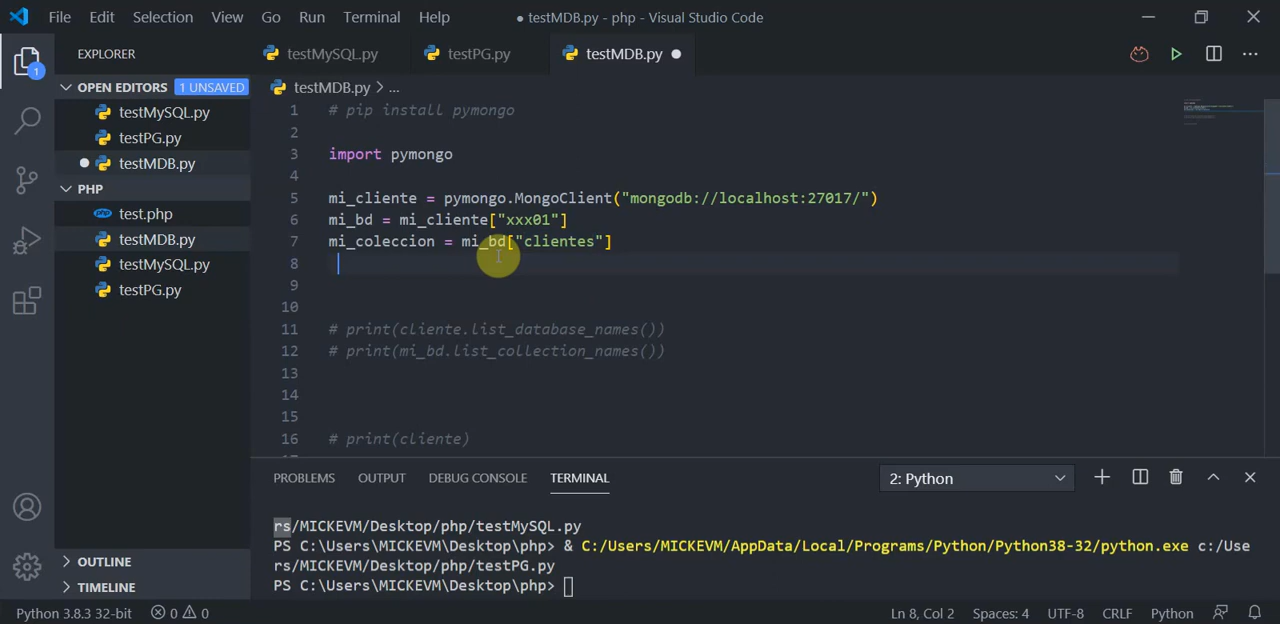 File Edit Selection View Go Run Terminal Help ● testMDB.py - php - Visual Studio Code
EXPLORER
testMySQL.py testPG.py testMDB.py ●
OPEN EDITORS 1 UNSAVED
testMySQL.py
testPG.py
testMDB.py
PHP
test.php
testMDB.py
testMySQL.py
testPG.py
OUTLINE
TIMELINE
1
testMDB.py > ...
1 # pip install pymongo
2
3 import pymongo
4
5 mi_cliente = pymongo.MongoClient("mongodb://localhost:27017/")
6 mi_bd = mi_cliente["xxx01"]
7 mi_coleccion = mi_bd["clientes"]
8
9
10
11 # print(cliente.list_database_names())
12 # print(mi_bd.list_collection_names())
13
14
15
16 # print(cliente)
PROBLEMS OUTPUT DEBUG CONSOLE TERMINAL 2: Python
rs/MICKEVM/Desktop/php/testMySQL.py
PS C:\Users\MICKEVM\Desktop\php> & C:/Users/MICKEVM/AppData/Local/Programs/Python/Python38-32/python.exe c:/Use
rs/MICKEVM/Desktop/php/testPG.py
PS C:\Users\MICKEVM\Desktop\php>
Python 3.8.3 32-bit 0 0 Ln 8, Col 2 Spaces: 4 UTF-8 CRLF Python